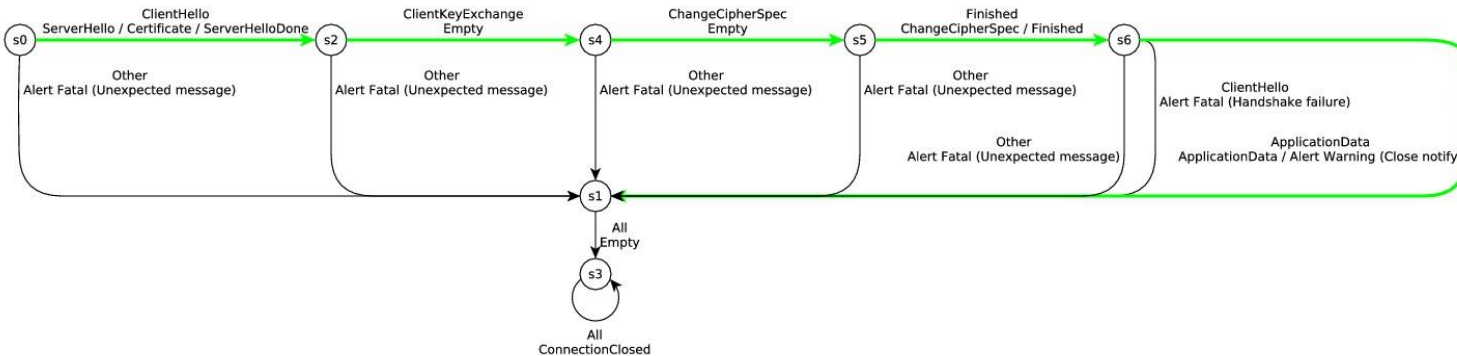 ClientHello
ServerHello / Certificate / ServerHelloDone
ClientKeyExchange
Empty
ChangeCipherSpec
Empty
Finished
ChangeCipherSpec / Finished
s0
s2
s4
s5
s6
Other
Alert Fatal (Unexpected message)
Other
Alert Fatal (Unexpected message)
Other
Alert Fatal (Unexpected message)
Other
Alert Fatal (Unexpected message)
ClientHello
Alert Fatal (Handshake failure)
Other
Alert Fatal (Unexpected message)
ApplicationData
ApplicationData / Alert Warning (Close notify
s1
All
Empty
s3
All
ConnectionClosed